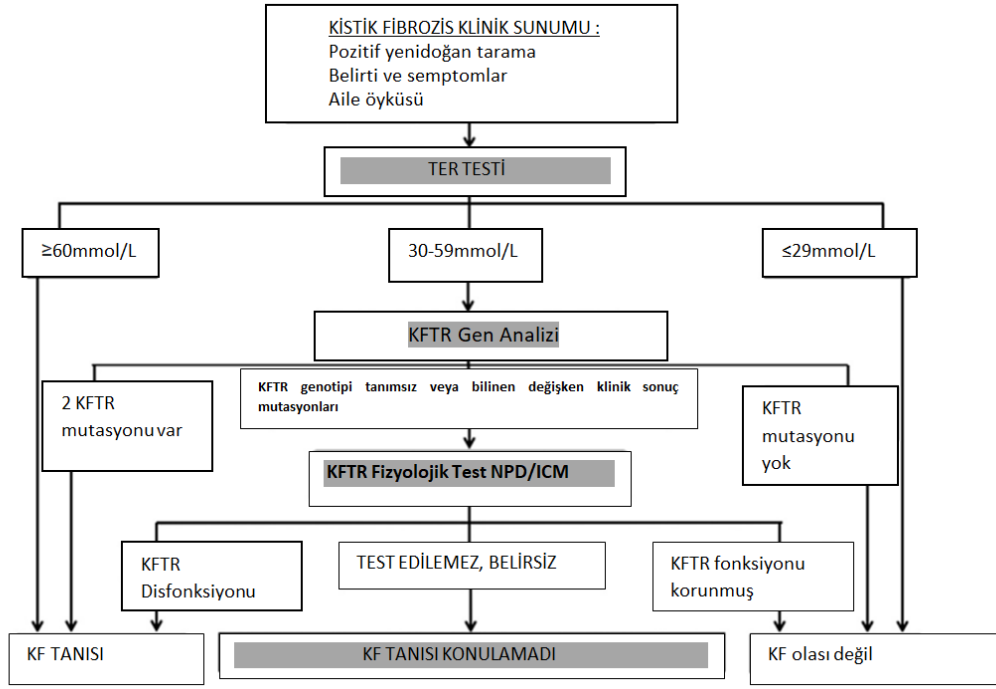 KİSTİK FİBROZİS KLİNİK SUNUMU :
Pozitif yenidoğan tarama
Belirti ve semptomlar
Aile öyküsü
TER TESTİ
≥60mmol/L
30-59mmol/L
≤29mmol/L
KFTR Gen Analizi
2 KFTR
mutasyonu var
KFTR genotipi tanımsız veya bilinen değişken klinik sonuç
mutasyonları
KFTR
mutasyonu
yok
KFTR Fizyolojik Test NPD/ICM
KFTR
Disfonksiyonu
TEST EDİLEMEZ, BELİRSİZ
KFTR fonksiyonu
korunmuş
KF TANISI
KF TANISI KONULAMADI
KF olası değil